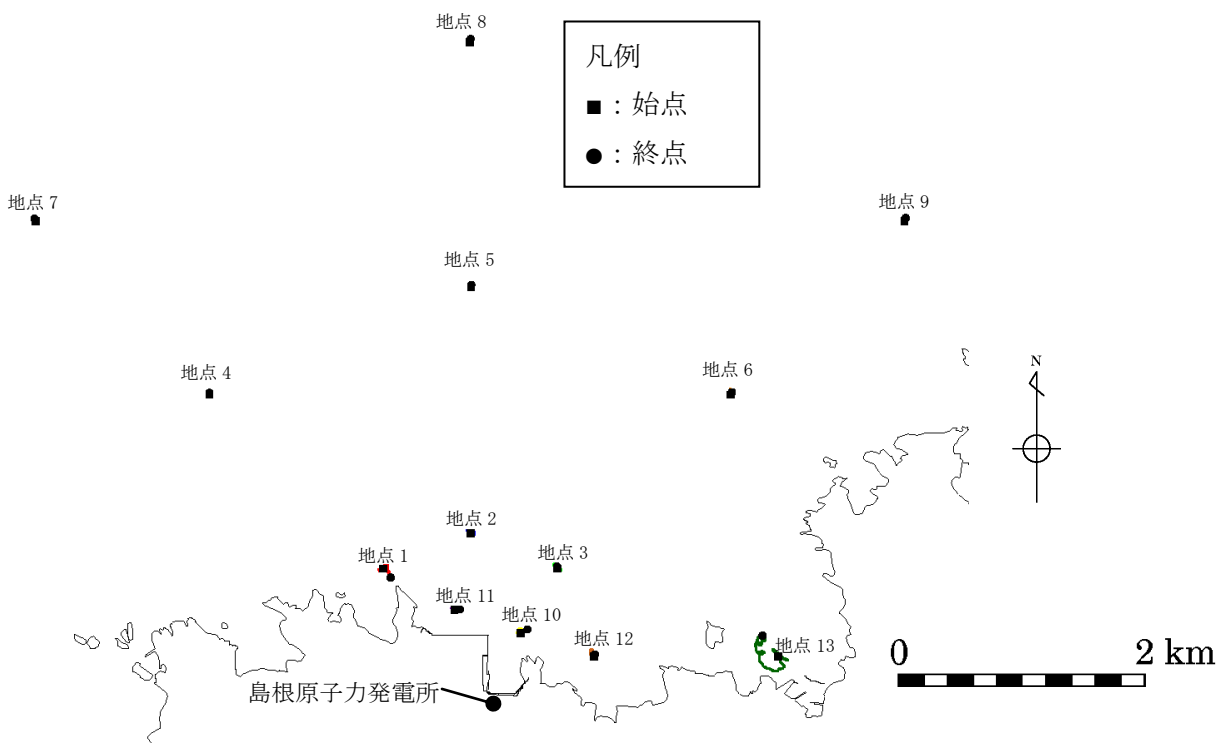 地点 8
凡例
■：始点
●：終点
地点 7
地点 9
地点 5
地点 4
地点 6
N
地点 2
地点 1
地点 3
地点 11
地点 10
地点 12
地点 13
0 2 km
島根原子力発電所